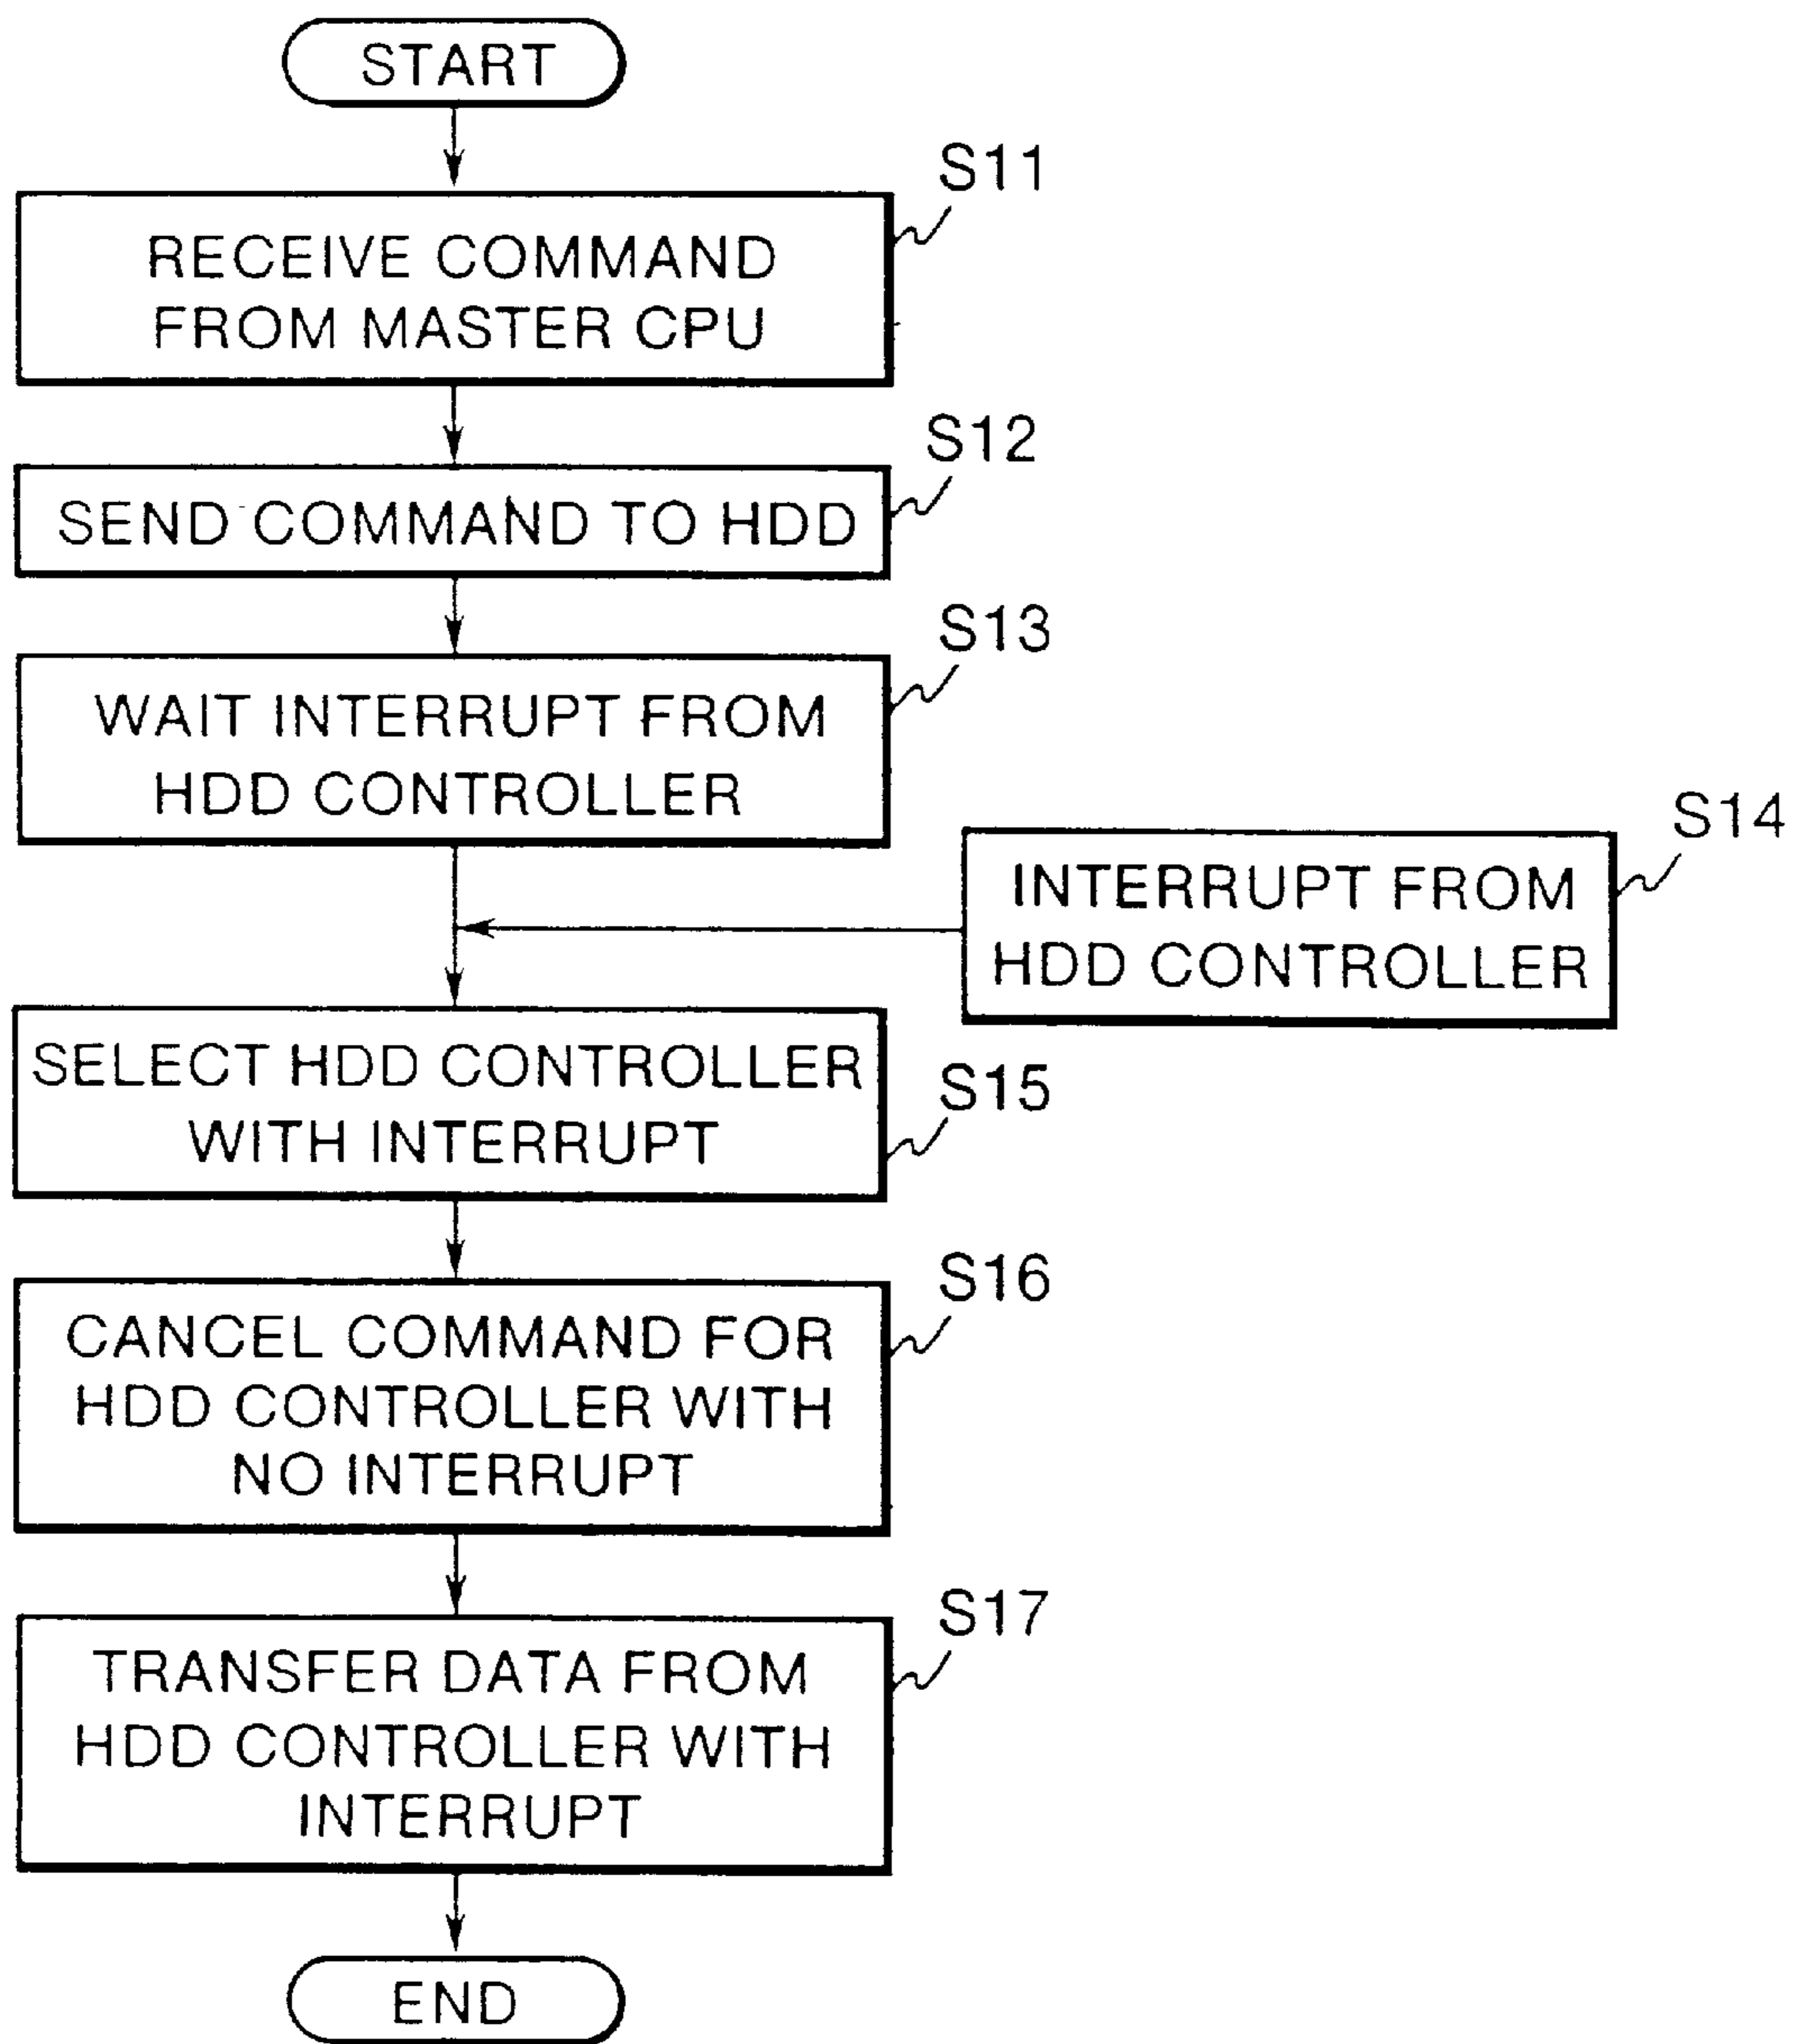 START
S11
RECEIVE COMMAND
FROM MASTER CPU
S12
SEND COMMAND TO HDD
S13
WAIT INTERRUPT FROM
HDD CONTROLLER
S14
INTERRUPT FROM
HDD CONTROLLER
S15
SELECT HDD CONTROLLER
WITH INTERRUPT
S16
CANCEL COMMAND FOR
HDD CONTROLLER WITH
NO INTERRUPT
S17
TRANSFER DATA FROM
HDD CONTROLLER WITH
INTERRUPT
END